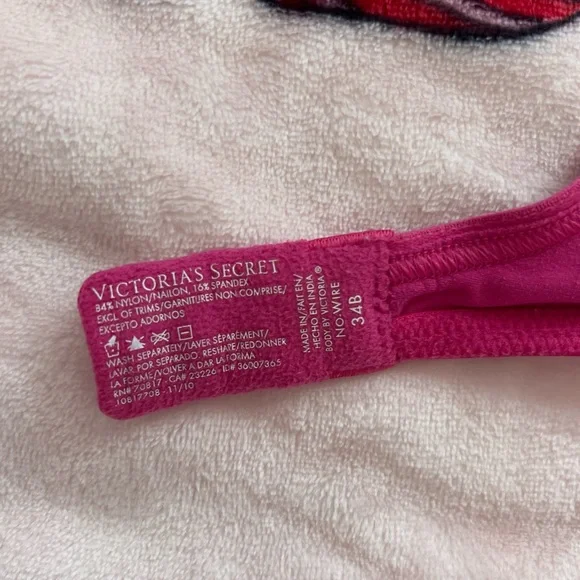 VICTORIA'S SECRET
84% NYLON/NAILON, 16% SPANDEX
EXCL OF TRIMS/GARNITURES NON COMPRISE/
EXCEPTO ADORNOS
WASH SEPARATELY/LAVER SÉPARÉMENT/
LAVAR POR SEPARADO. RESHAPE/REDONNER
LA FORME/VOLVER A DAR LA FORMA
RN# 70817 - CA# 23226 - ID# 36007365
10817708 - 11/10
MADE IN/FAIT EN/
HECHO EN INDIA
BODY BY VICTORIA®
NO-WIRE
34B